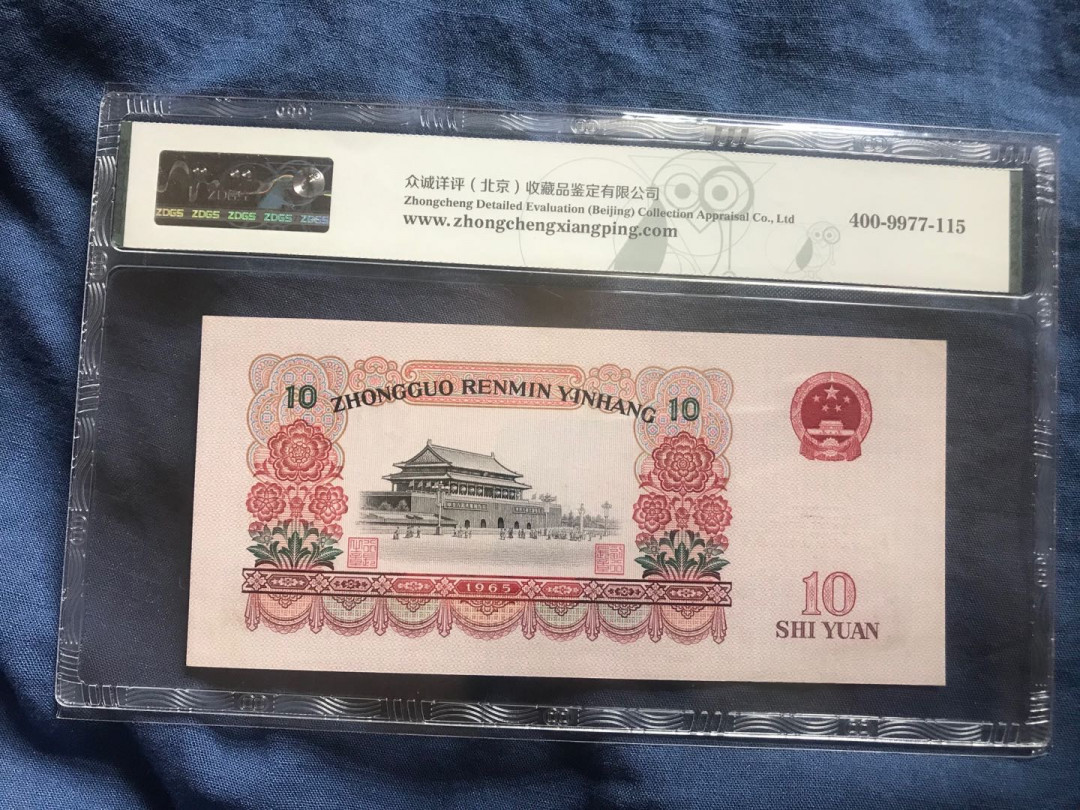 ZDGS ZDGS ZDGS ZDGS ZDGS
众诚详评（北京）收藏品鉴定有限公司
Zhongcheng Detailed Evaluation (Beijing) Collection Appraisal Co., Ltd
www.zhongchengxiangping.com
400-9977-115
10 ZHONGGUO RENMIN YINHANG 10
1965
10
SHI YUAN